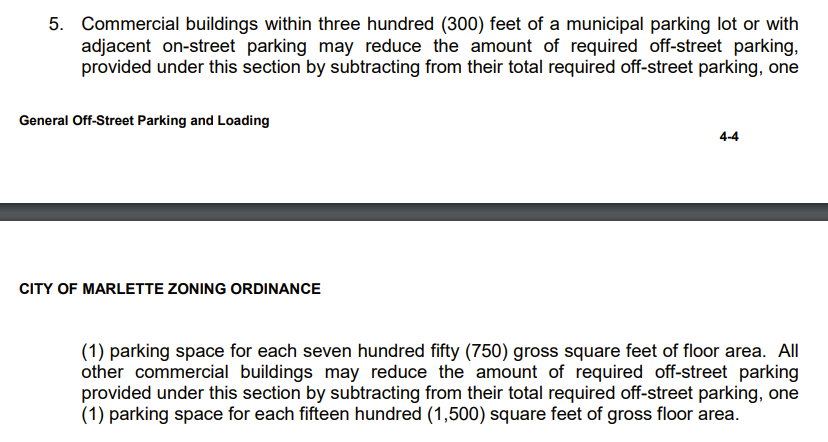 5. Commercial buildings within three hundred (300) feet of a municipal parking lot or with
adjacent on-street parking may reduce the amount of required off-street parking,
provided under this section by subtracting from their total required off-street parking, one
General Off-Street Parking and Loading
4-4
CITY OF MARLETTE ZONING ORDINANCE
(1) parking space for each seven hundred fifty (750) gross square feet of floor area. All
other commercial buildings may reduce the amount of required off-street parking
provided under this section by subtracting from their total required off-street parking, one
(1) parking space for each fifteen hundred (1,500) square feet of gross floor area.